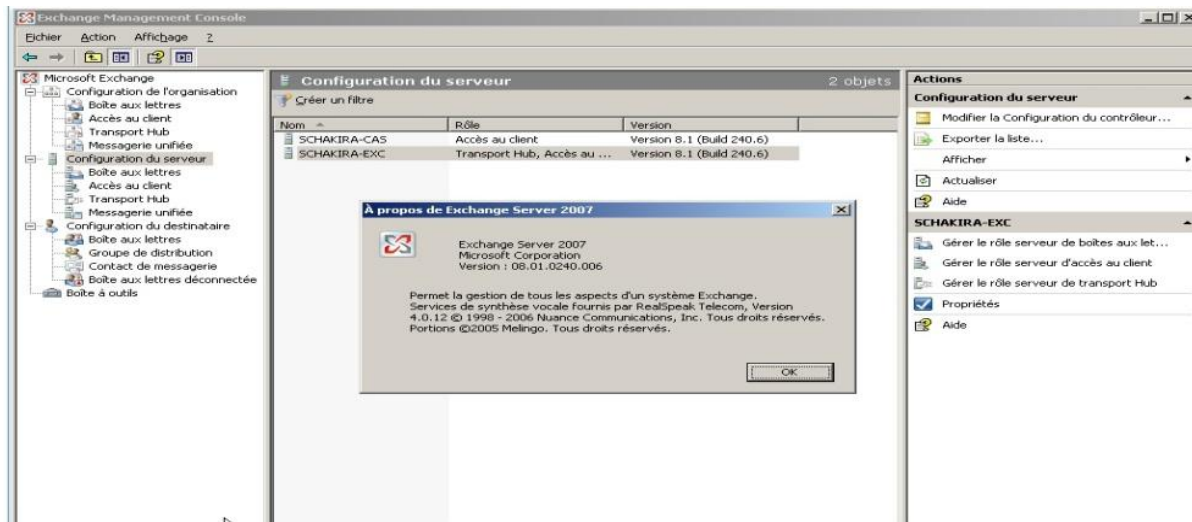 Exchange Management Console
Fichier Action Affichage ?
Microsoft Exchange
Configuration de l'organisation
Boîte aux lettres
Accès au client
Transport Hub
Messagerie unifiée
Configuration du serveur
Boîte aux lettres
Accès au client
Transport Hub
Messagerie unifiée
Configuration du destinataire
Boîte aux lettres
Groupe de distribution
Contact de messagerie
Boîte aux lettres déconnectée
Boîte à outils
Configuration du serveur 2 objets
Créer un filtre
Nom Rôle Version
SCHAKIRA-CAS Accès au client Version 8.1 (Build 240.6)
SCHAKIRA-EXC Transport Hub, Accès au ... Version 8.1 (Build 240.6)
À propos de Exchange Server 2007
Exchange Server 2007
Microsoft Corporation
Version : 08.01.0240.006
Permet la gestion de tous les aspects d'un système Exchange.
Services de synthèse vocale fournis par RealSpeak Telecom, Version
4.0.12 © 1998 - 2006 Nuance Communications, Inc. Tous droits réservés.
Portions ©2005 Melingo. Tous droits réservés.
OK
Actions
Configuration du serveur
Modifier la Configuration du contrôleur...
Exporter la liste...
Afficher
Actualiser
Aide
SCHAKIRA-EXC
Gérer le rôle serveur de boîtes aux let...
Gérer le rôle serveur d'accès au client
Gérer le rôle serveur de transport Hub
Propriétés
Aide